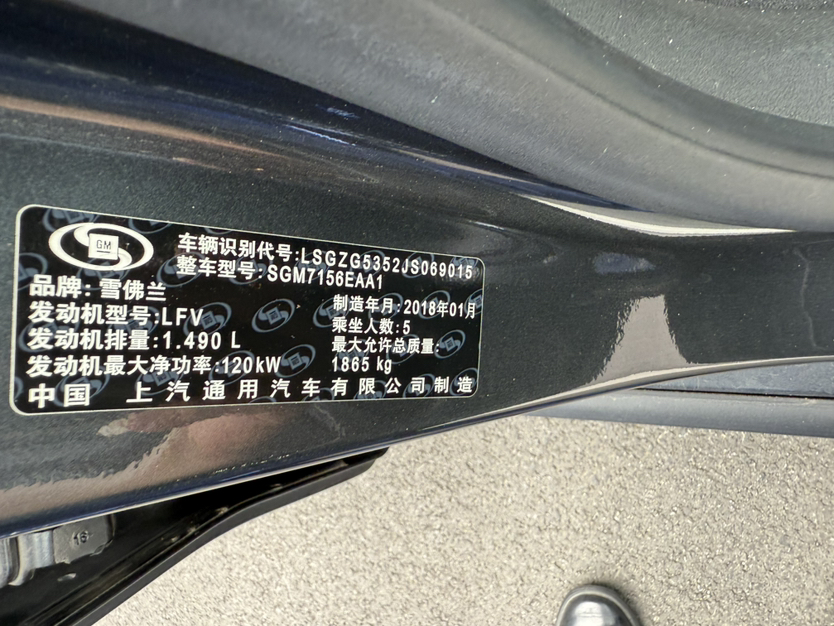 GM
车辆识别代号:LSGZG5352JS069015
整车型号:SGM7156EAA1
品牌: 雪佛兰
制造年月: 2018年01月
发动机型号:LFV
乘坐人数:5
发动机排量:1.490 L
最大允许总质量:
发动机最大净功率:120kW
1865 kg
中国 上汽通用汽车有限公司制造
16